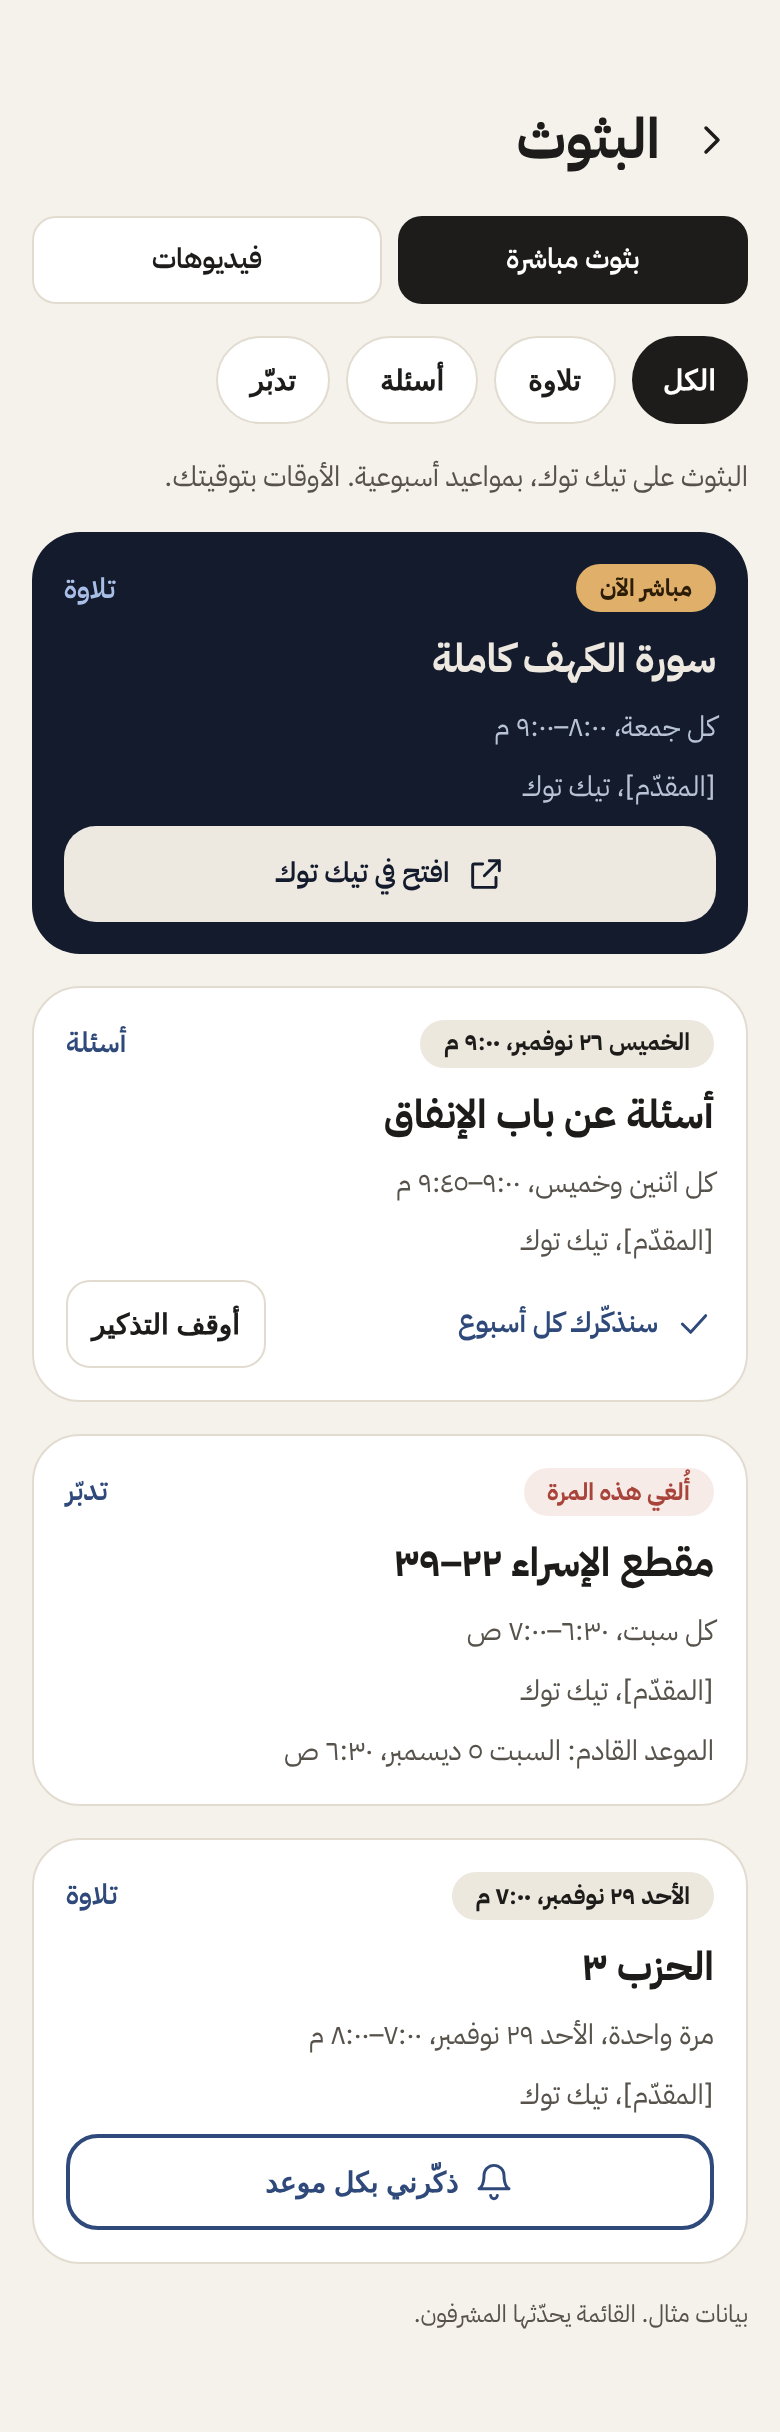 البثوث
بثوث مباشرة
فيديوهات
الكل
تلاوة
أسئلة
تدبّر
البثوث على تيك توك، بمواعيد أسبوعية. الأوقات بتوقيتك.
مباشر الآن
تلاوة
سورة الكهف كاملة
كل جمعة، ٨:٠٠–٩:٠٠ م
[المقدّم]، تيك توك
افتح في تيك توك
الخميس ٢٦ نوفمبر، ٩:٠٠ م
أسئلة
أسئلة عن باب الإنفاق
كل اثنين وخميس، ٩:٠٠–٩:٤٥ م
[المقدّم]، تيك توك
سنذكّرك كل أسبوع
أوقف التذكير
أُلغي هذه المرة
تدبّر
مقطع الإسراء ٢٢–٣٩
كل سبت، ٦:٣٠–٧:٠٠ ص
[المقدّم]، تيك توك
الموعد القادم: السبت ٥ ديسمبر، ٦:٣٠ ص
الأحد ٢٩ نوفمبر، ٧:٠٠ م
تلاوة
الحزب ٣
مرة واحدة، الأحد ٢٩ نوفمبر، ٧:٠٠–٨:٠٠ م
[المقدّم]، تيك توك
ذكّرني بكل موعد
بيانات مثال. القائمة يحدّثها المشرفون.